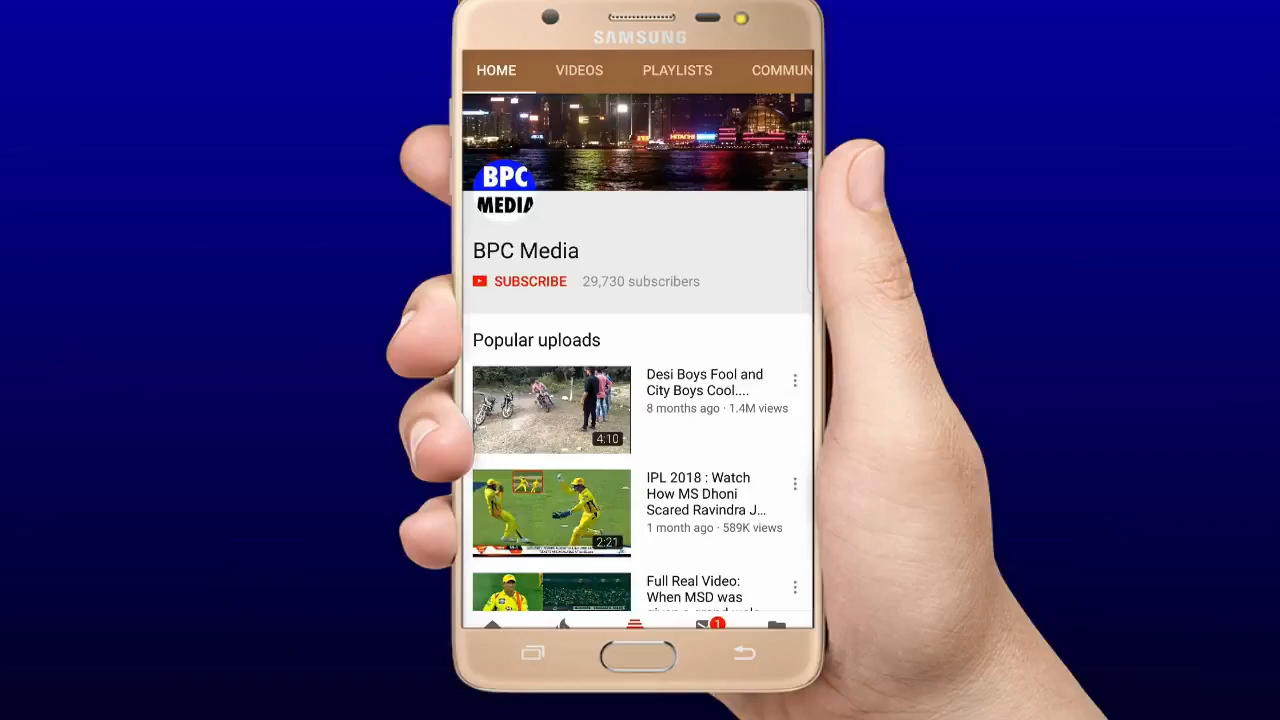 SAMSUNG
HOME VIDEOS PLAYLISTS COMMUN
HITACHI
BPC
MEDIA
BPC Media
SUBSCRIBE 29,730 subscribers
Popular uploads
Desi Boys Fool and
City Boys Cool....
8 months ago · 1.4M views
4:10
IPL 2018 : Watch
How MS Dhoni
Scared Ravindra J...
1 month ago · 589K views
2:21
Full Real Video:
When MSD was
1